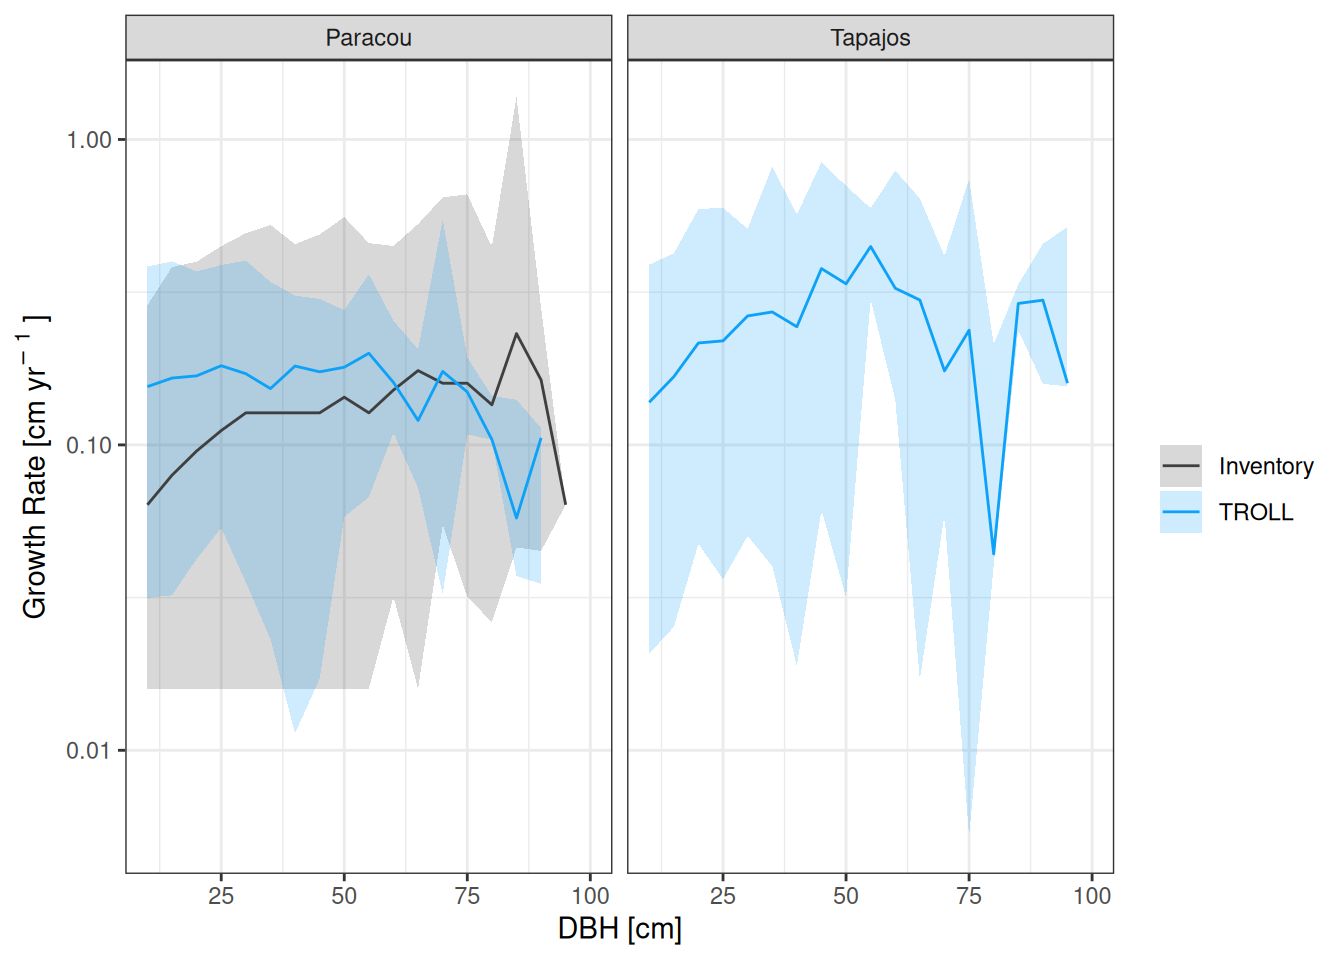 Paracou
Tapajos
1.00
0.10
0.01
Growth Rate [cm yr⁻¹]
25
50
75
100
25
50
75
100
DBH [cm]
Inventory
TROLL